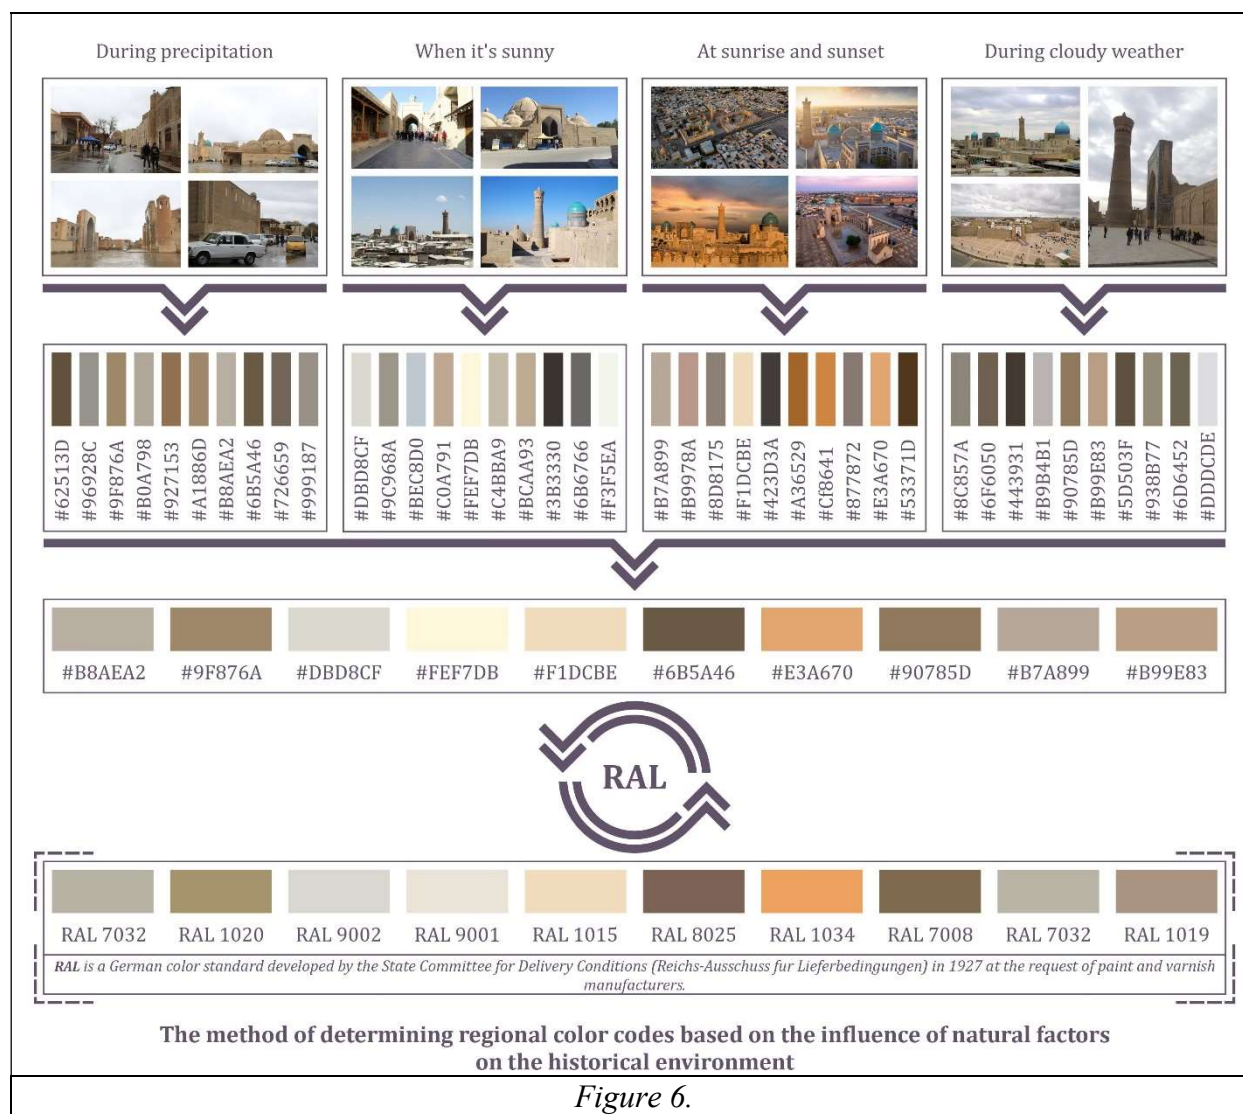 During precipitation
When it's sunny
At sunrise and sunset
During cloudy weather
#62513D
#96928C
#9F876A
#B0A798
#927153
#A1886D
#B8AEA2
#6B5A46
#726659
#999187
#DBD8CF
#9C968A
#BEC8D0
#C0A791
#FEF7DB
#C4BBA9
#BCAA93
#3B3330
#6B6766
#F3F5EA
#B7A899
#B9978A
#8D8175
#F1DCBE
#423D3A
#A36529
#Cf8641
#877872
#E3A670
#53371D
#8C857A
#6F6050
#443931
#B9B4B1
#90785D
#B99E83
#5D503F
#938B77
#6D6452
#DDDCDE
#B8AEA2
#9F876A
#DBD8CF
#FEF7DB
#F1DCBE
#6B5A46
#E3A670
#90785D
#B7A899
#B99E83
RAL
RAL 7032
RAL 1020
RAL 9002
RAL 9001
RAL 1015
RAL 8025
RAL 1034
RAL 7008
RAL 7032
RAL 1019
RAL is a German color standard developed by the State Committee for Delivery Conditions (Reichs-Ausschuss fur Lieferbedingungen) in 1927 at the request of paint and varnish
manufacturers.
The method of determining regional color codes based on the influence of natural factors
on the historical environment
Figure 6.